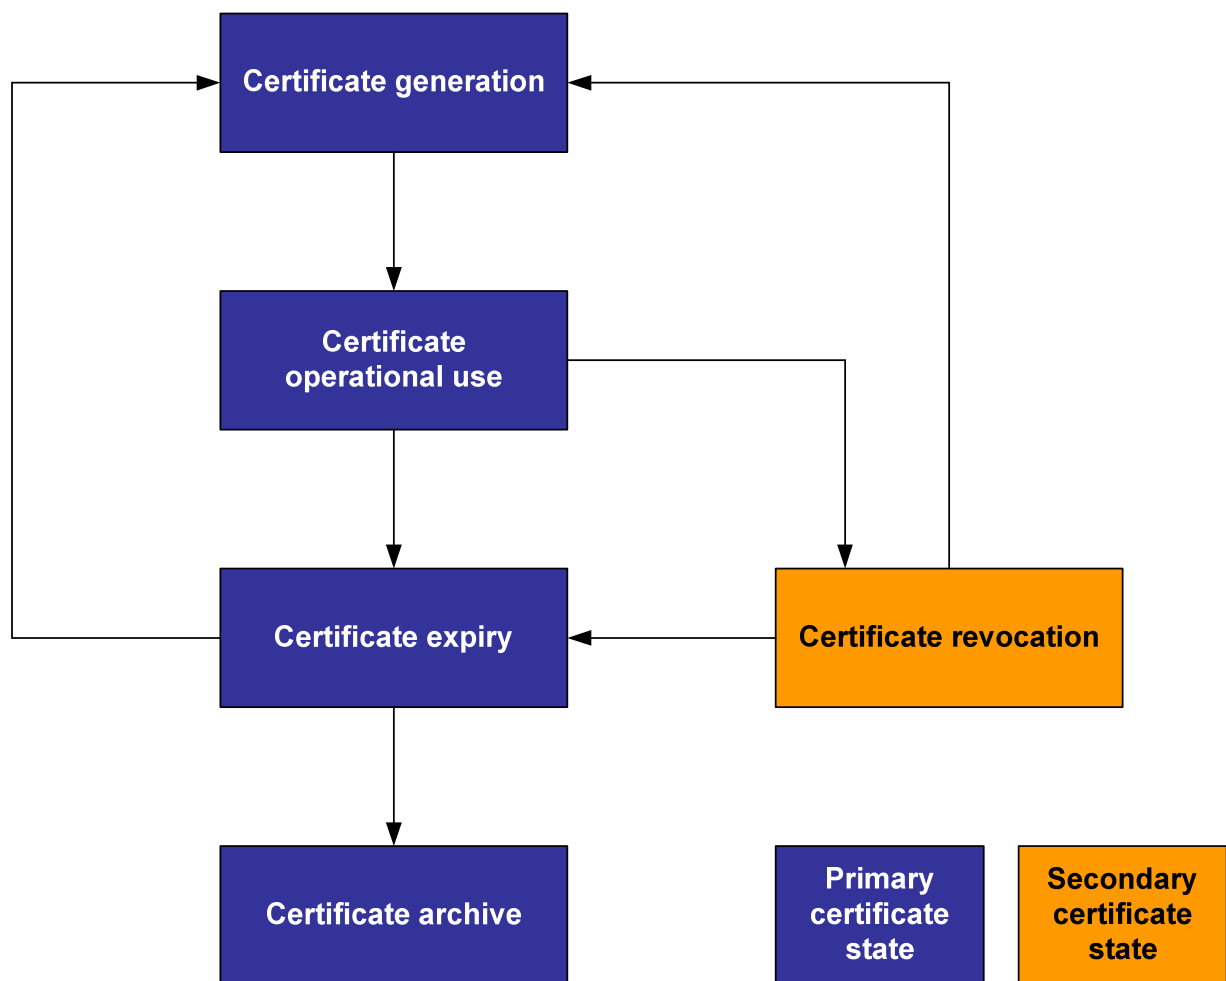 Certificate generation
Certificate
operational use
Certificate expiry
Certificate revocation
Certificate archive
Primary
certificate
state
Secondary
certificate
state